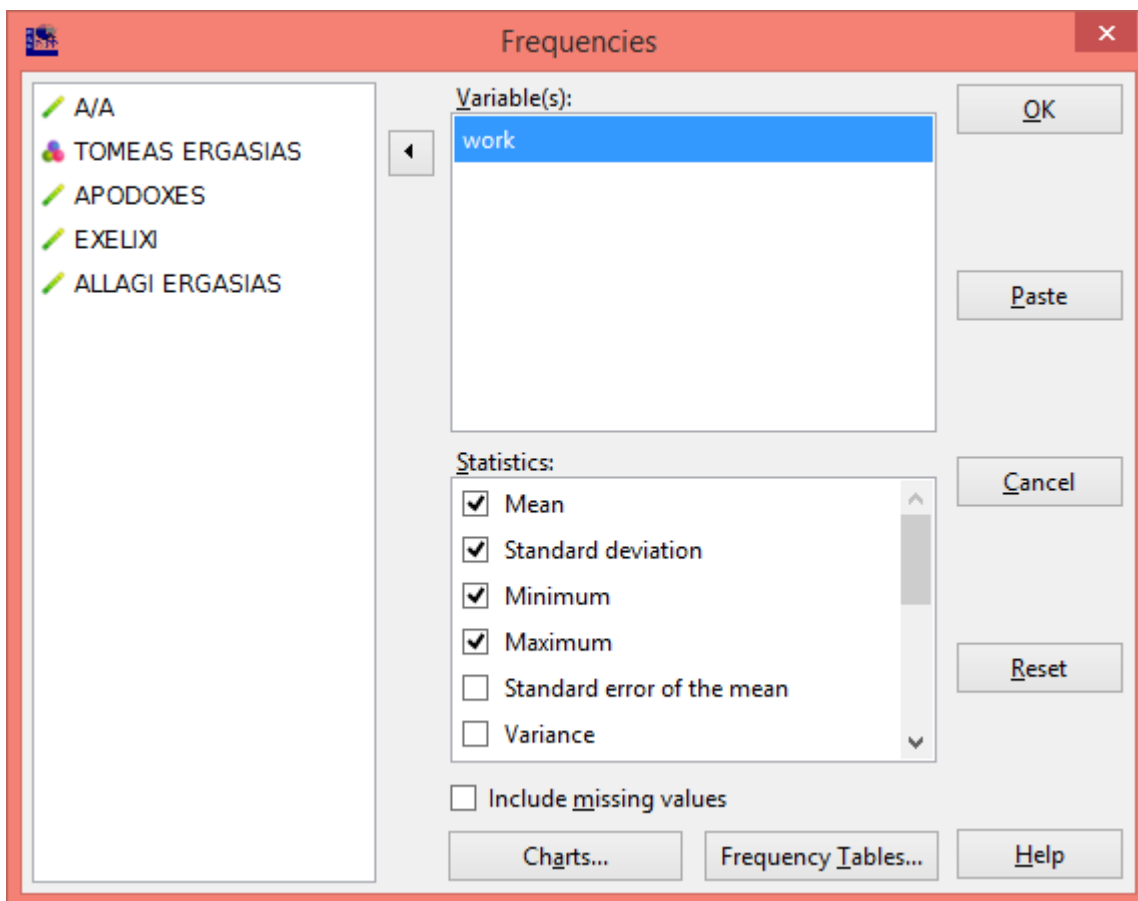 Frequencies
A/A
TOMEAS ERGASIAS
APODOXES
EXELIXI
ALLAGI ERGASIAS
Variable(s):
work
Statistics:
Mean
Standard deviation
Minimum
Maximum
Standard error of the mean
Variance
Include missing values
Charts...
Frequency Tables...
OK
Paste
Cancel
Reset
Help